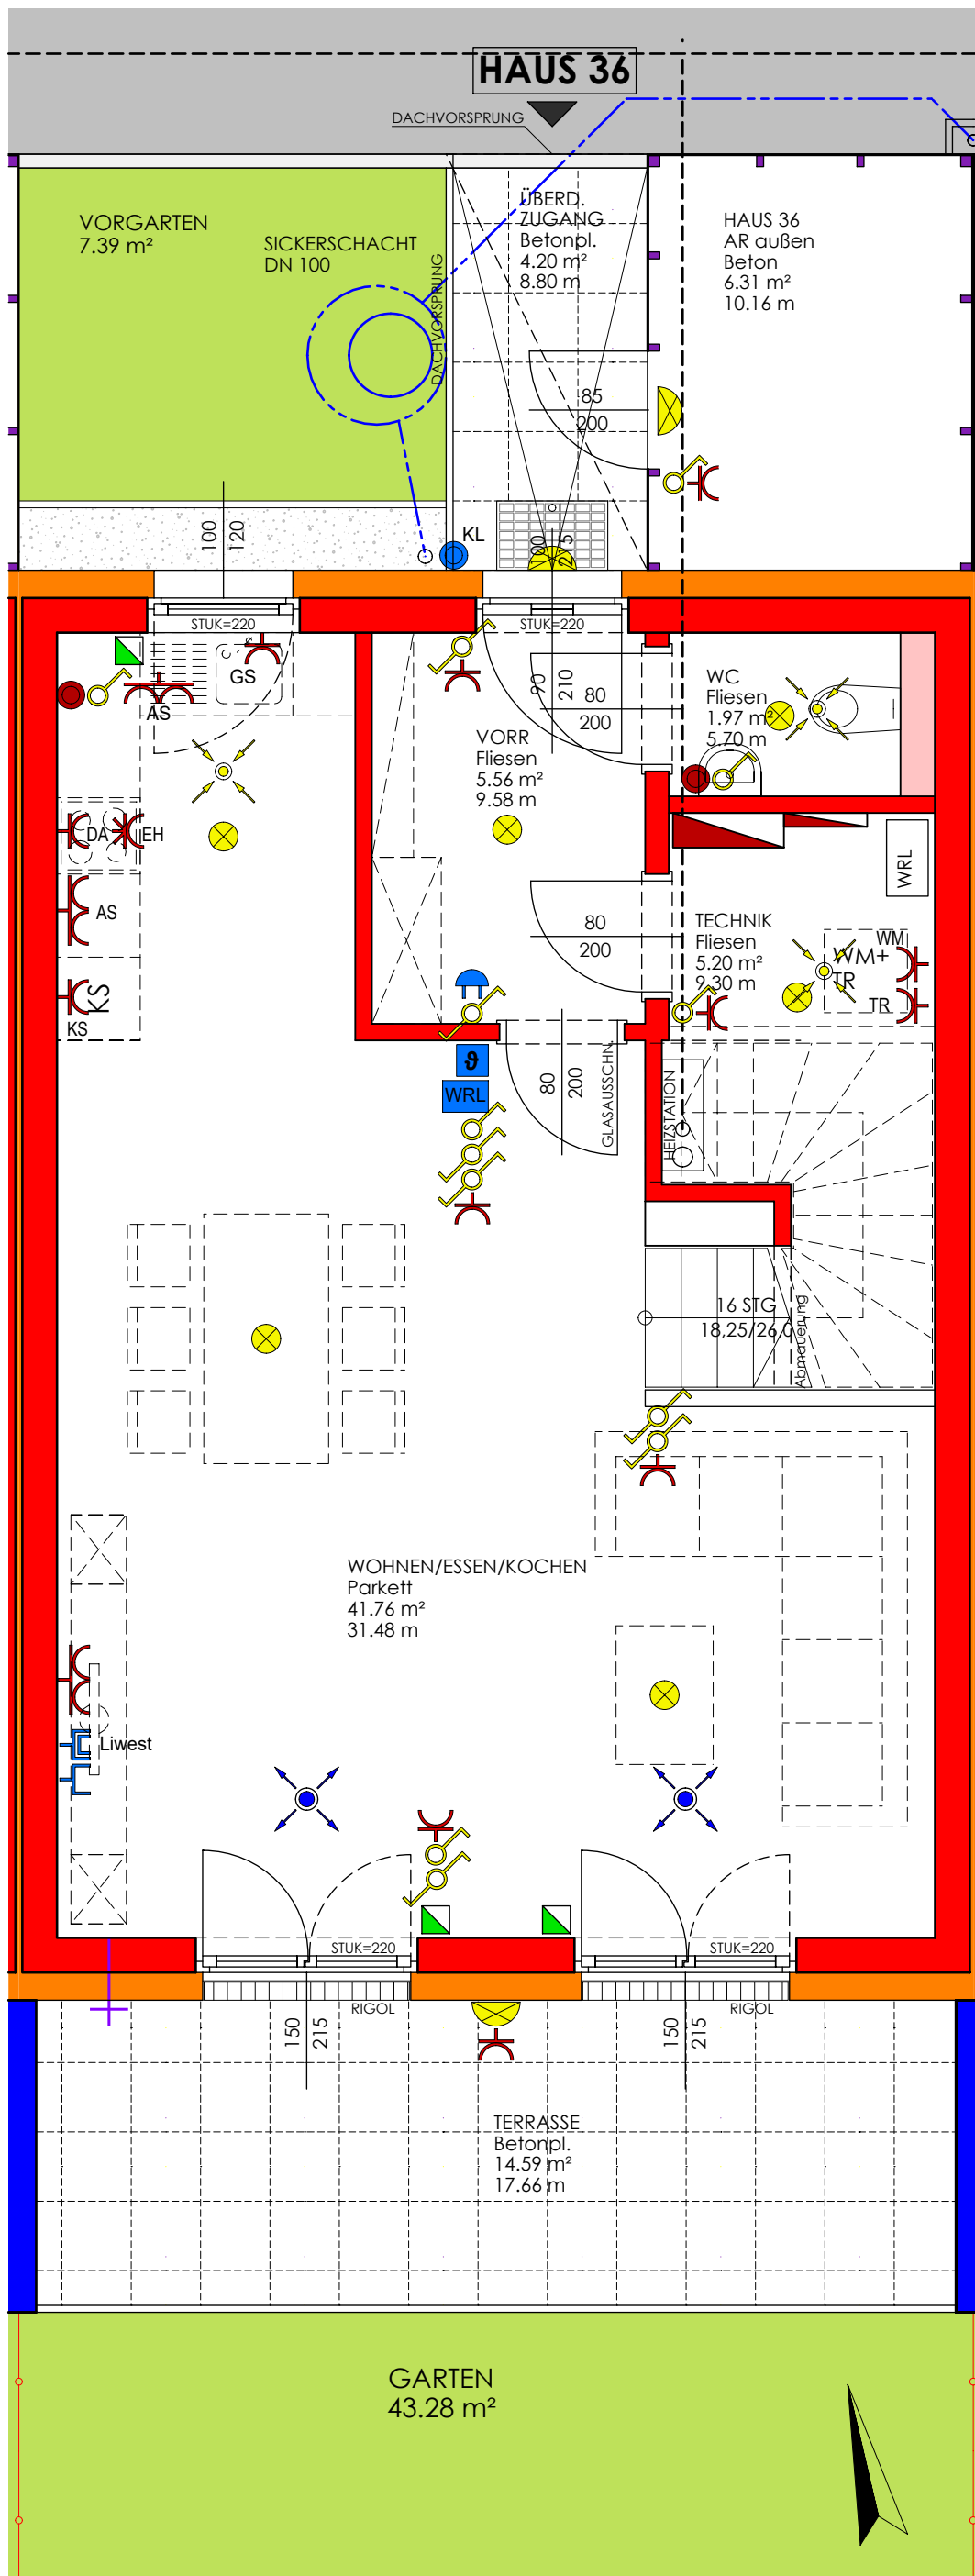 HAUS 36
DACHVORSPRUNG
VORGARTEN
7.39 m²
SICKERSCHACHT
DN 100
DACHVORSPRUNG
ÜBERD.
ZUGANG
Betonpl.
4.20 m²
8.80 m
HAUS 36
AR außen
Beton
6.31 m²
10.16 m
85
200
100
120
KL
100
215
STUK=220
STUK=220
GS
AS
90
210
80
200
WC
Fliesen
1.97 m²
5.70 m
VORR
Fliesen
5.56 m²
9.58 m
DA
EH
AS
KS
KS
WRL
80
200
TECHNIK
Fliesen
5.20 m²
9.30 m
WM
WM+
TR
TR
ϑ
WRL
80
200
GLASAUSSCHN.
HEIZSTATION
16 STG
18,25/26,0
Abmauerung
WOHNEN/ESSEN/KOCHEN
Parkett
41.76 m²
31.48 m
Liwest
STUK=220
STUK=220
RIGOL
RIGOL
150
215
150
215
TERRASSE
Betonpl.
14.59 m²
17.66 m
GARTEN
43.28 m²